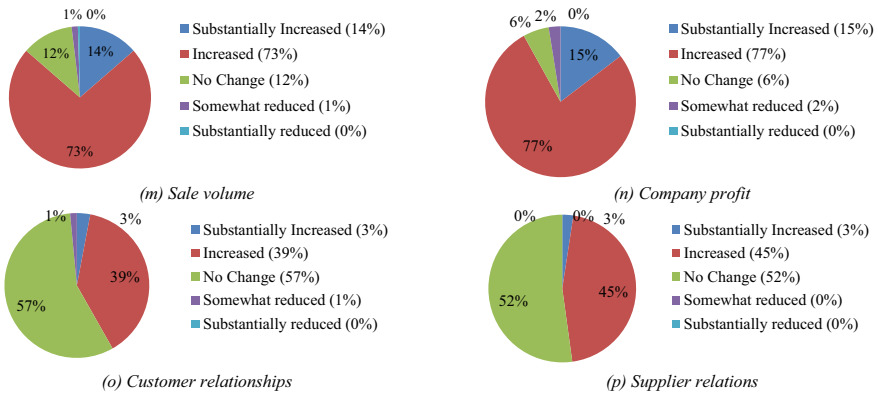 1% 0%
12%
14%
73%
Substantially Increased (14%)
Increased (73%)
No Change (12%)
Somewhat reduced (1%)
Substantially reduced (0%)
(m) Sale volume
6% 2% 0%
15%
77%
Substantially Increased (15%)
Increased (77%)
No Change (6%)
Somewhat reduced (2%)
Substantially reduced (0%)
(n) Company profit
1% 3%
39%
57%
Substantially Increased (3%)
Increased (39%)
No Change (57%)
Somewhat reduced (1%)
Substantially reduced (0%)
(o) Customer relationships
0% 0% 3%
45%
52%
Substantially Increased (3%)
Increased (45%)
No Change (52%)
Somewhat reduced (0%)
Substantially reduced (0%)
(p) Supplier relations